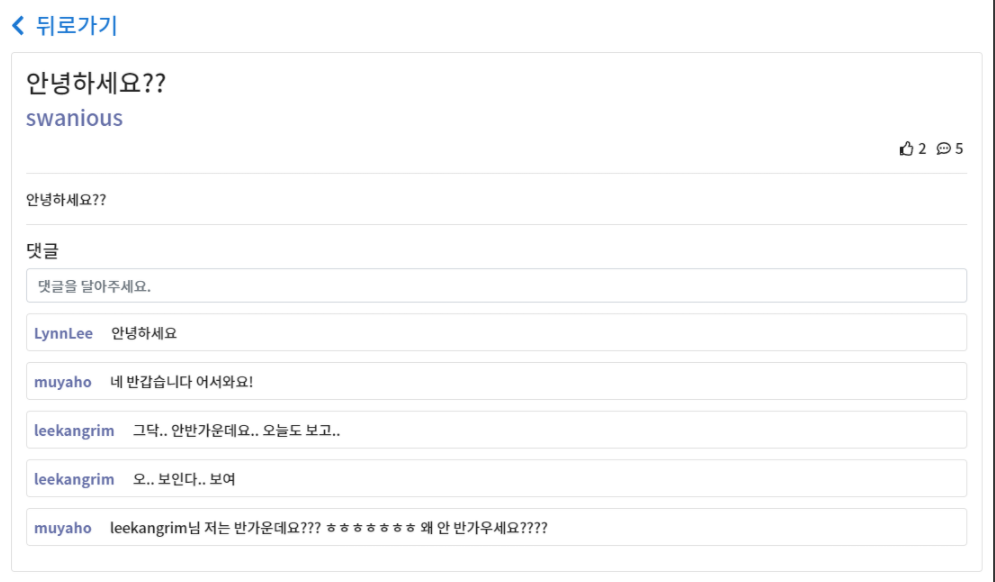 뒤로가기
안녕하세요??
swanious
2 5
안녕하세요??
댓글
댓글을 달아주세요.
LynnLee 안녕하세요
muyaho 네 반갑습니다 어서와요!
leekangrim 그닥.. 안반가운데요.. 오늘도 보고..
leekangrim 오.. 보인다.. 보여
muyaho leekangrim님 저는 반가운데요??? ㅎㅎㅎㅎㅎㅎㅎ 왜 안 반가우세요????